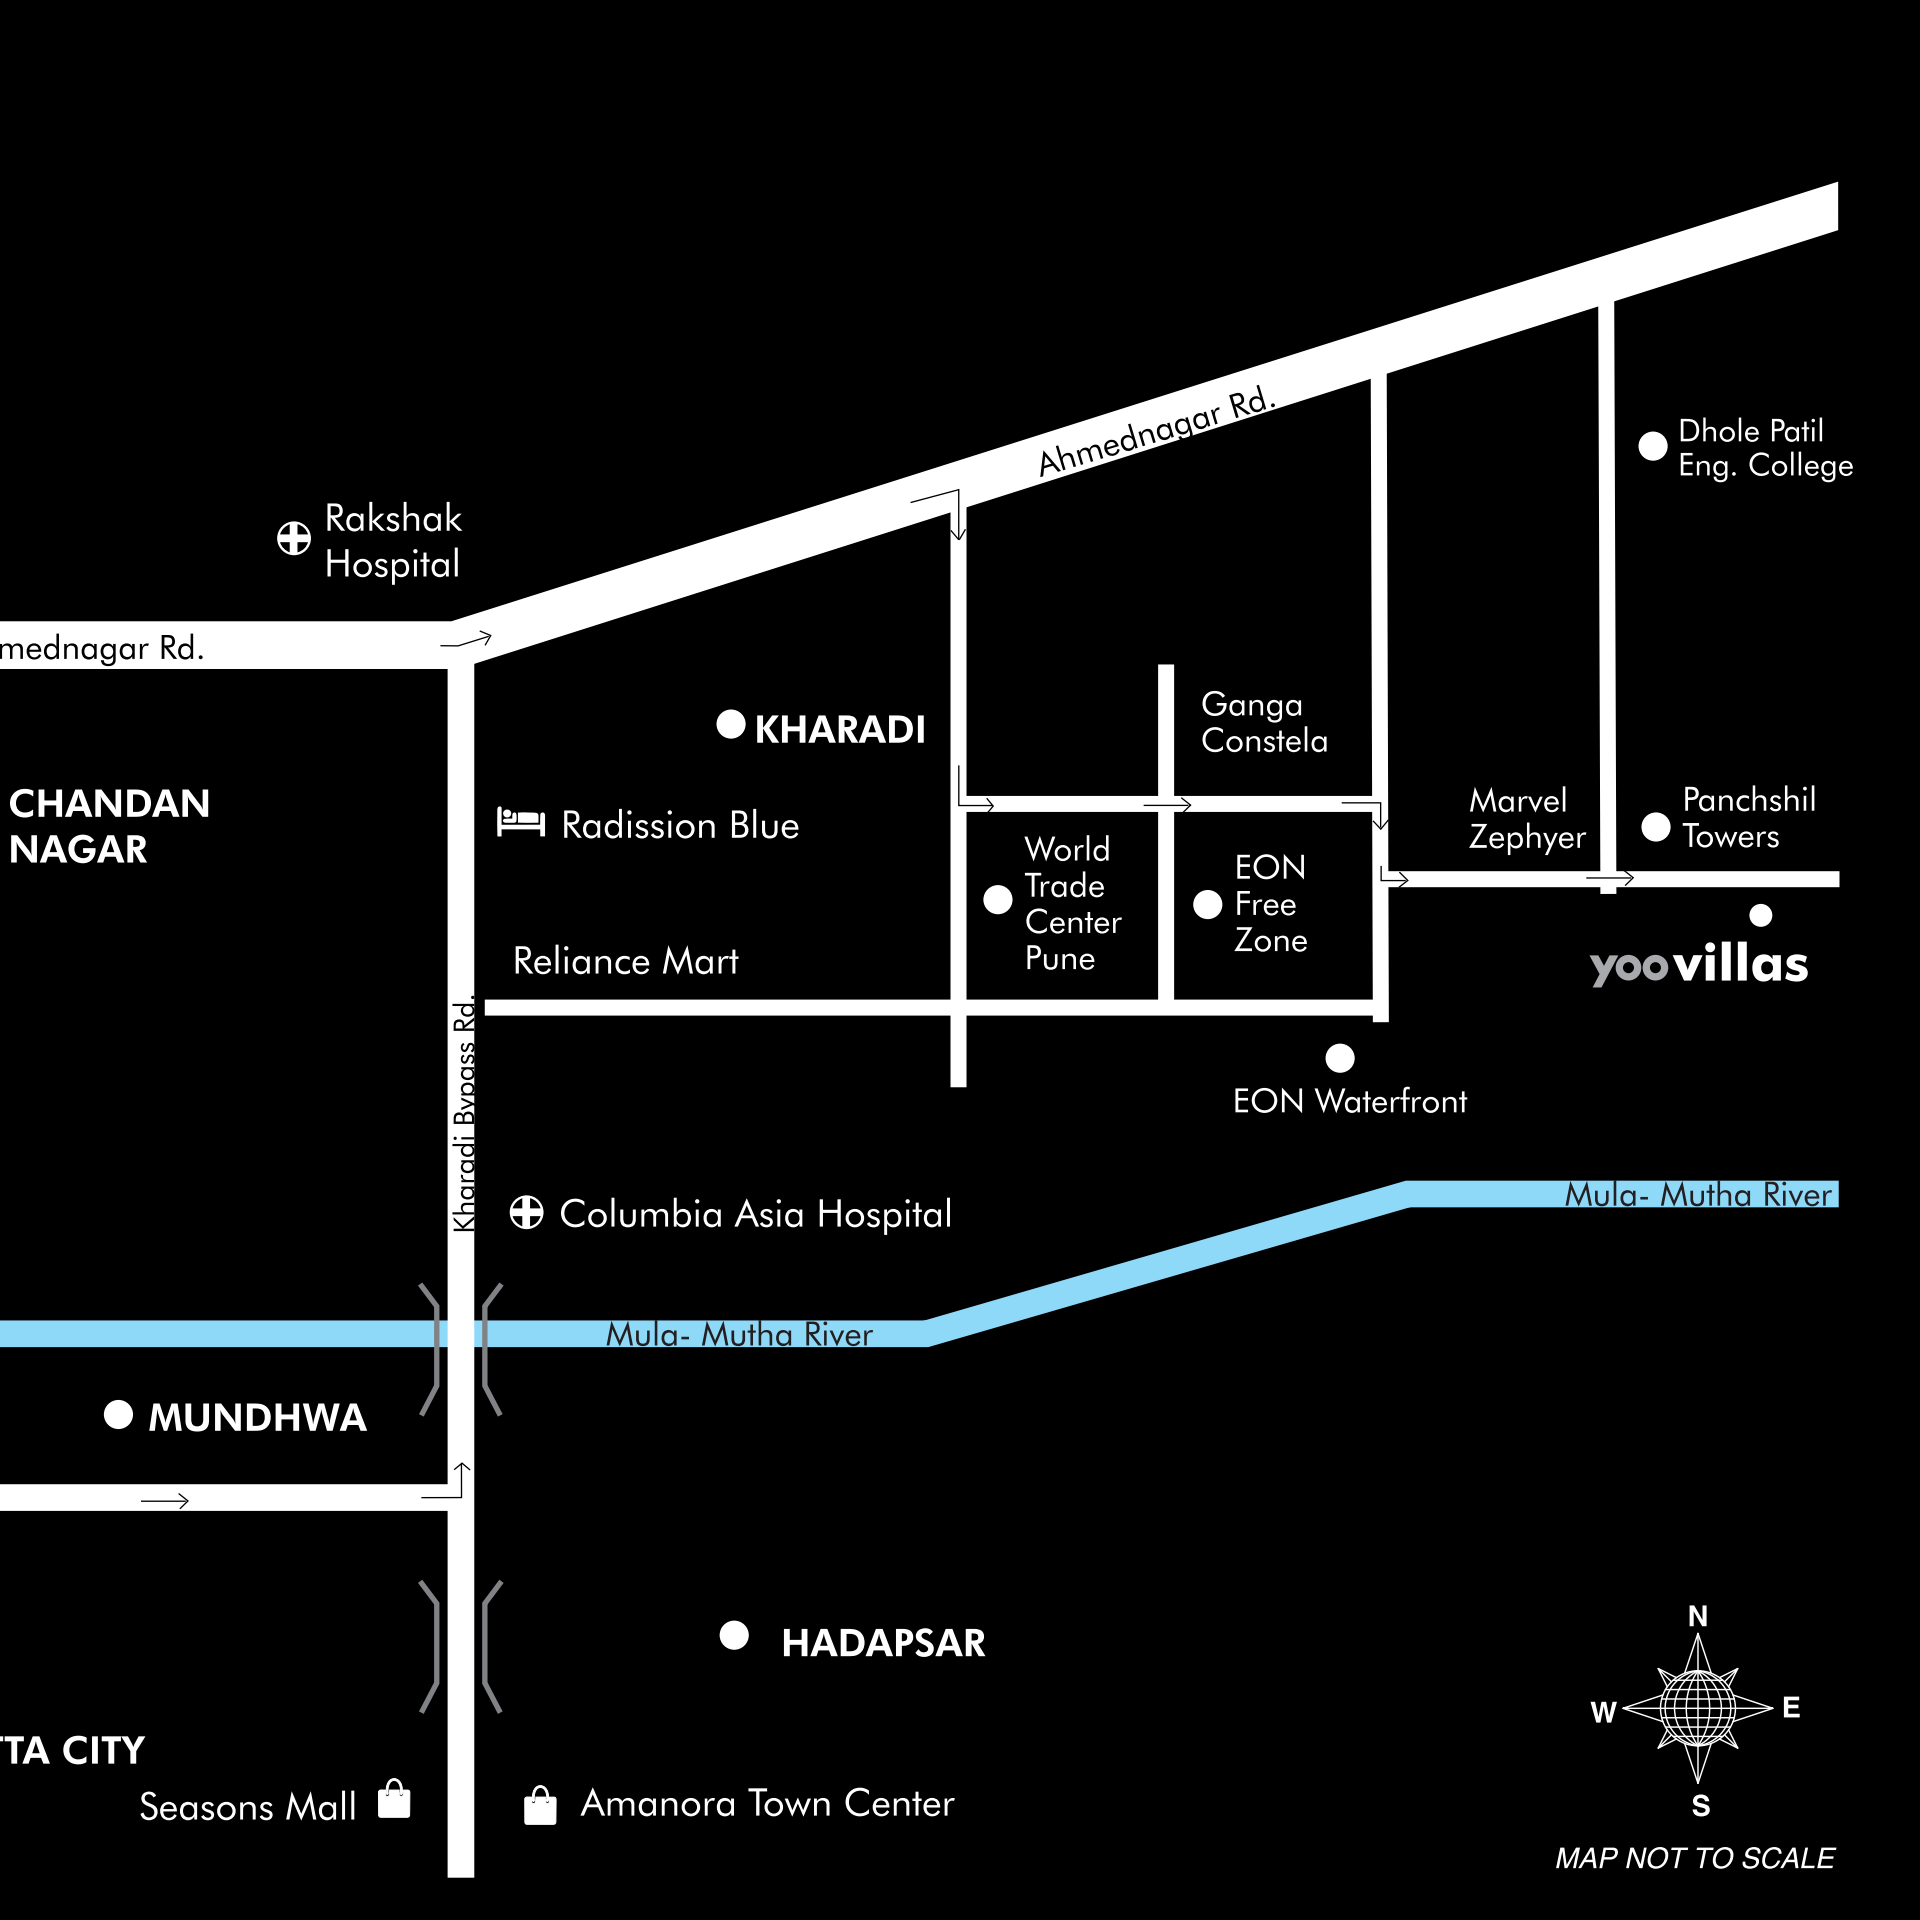 Ahmednagar Rd.
Dhole Patil
Eng. College
Rakshak
Hospital
mednagar Rd.
Ganga
Constela
KHARADI
CHANDAN
NAGAR
Radission Blue
Marvel
Zephyer
Panchshil
Towers
World
Trade
Center
Pune
EON
Free
Zone
Reliance Mart
yoovillas
Kharadi Bypass Rd.
EON Waterfront
Mula- Mutha River
Columbia Asia Hospital
Mula- Mutha River
MUNDHWA
HADAPSAR
N
W
E
S
TTA CITY
Seasons Mall
Amanora Town Center
MAP NOT TO SCALE